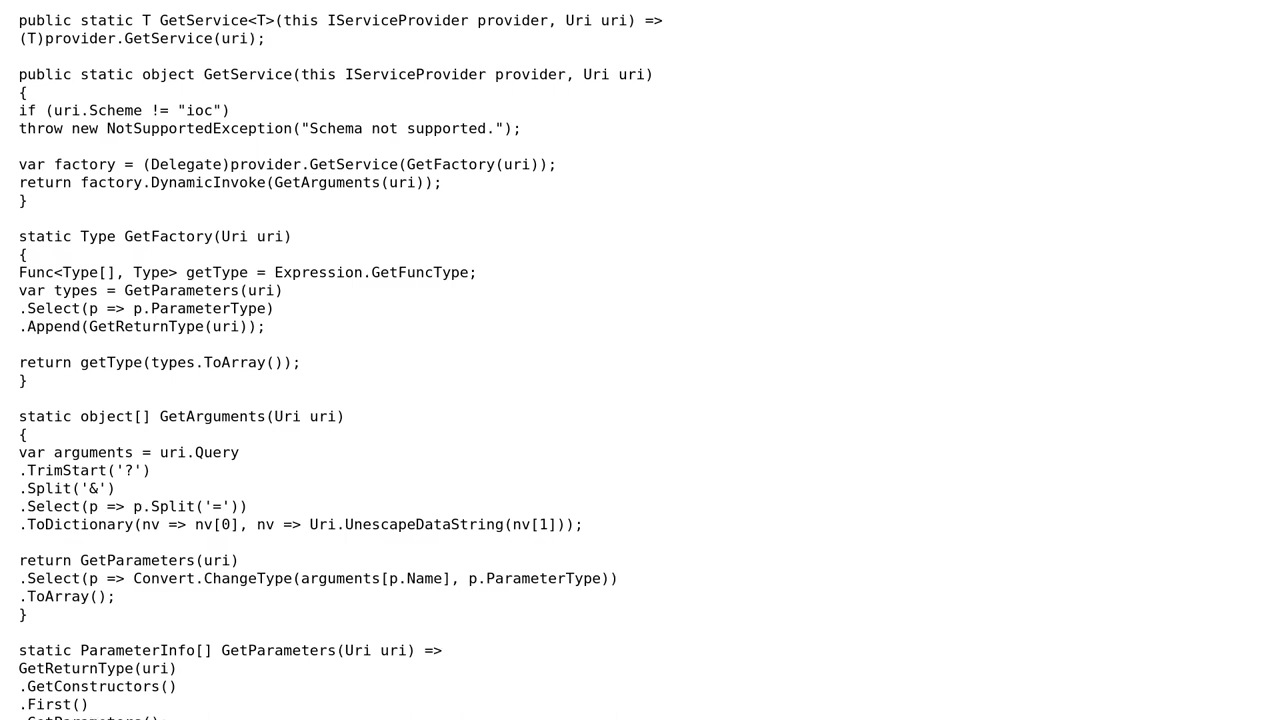 public static T GetService<T>(this IServiceProvider provider, Uri uri) =>
(T)provider.GetService(uri);
public static object GetService(this IServiceProvider provider, Uri uri)
{
if (uri.Scheme != "ioc")
throw new NotSupportedException("Schema not supported.");
var factory = (Delegate)provider.GetService(GetFactory(uri));
return factory.DynamicInvoke(GetArguments(uri));
}
static Type GetFactory(Uri uri)
{
Func<Type[], Type> getType = Expression.GetFuncType;
var types = GetParameters(uri)
.Select(p => p.ParameterType)
.Append(GetReturnType(uri));
return getType(types.ToArray());
}
static object[] GetArguments(Uri uri)
{
var arguments = uri.Query
.TrimStart('?')
.Split('&')
.Select(p => p.Split('='))
.ToDictionary(nv => nv[0], nv => Uri.UnescapeDataString(nv[1]));
return GetParameters(uri)
.Select(p => Convert.ChangeType(arguments[p.Name], p.ParameterType))
.ToArray();
}
static ParameterInfo[] GetParameters(Uri uri) =>
GetReturnType(uri)
.GetConstructors()
.First()
.GetParameters();